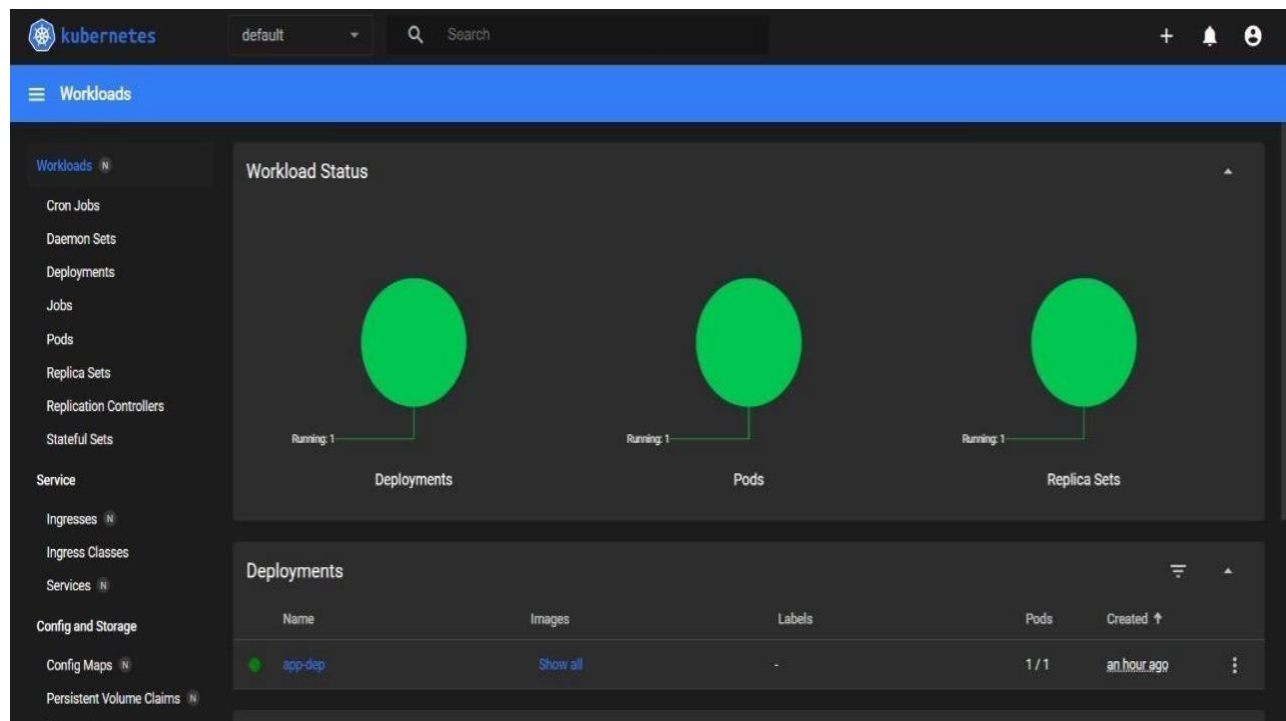 kubernetes
default
Search
Workloads
Workloads N
Cron Jobs
Daemon Sets
Deployments
Jobs
Pods
Replica Sets
Replication Controllers
Stateful Sets
Service
Ingresses N
Ingress Classes
Services N
Config and Storage
Config Maps N
Persistent Volume Claims N
Workload Status
Running: 1
Deployments
Running: 1
Pods
Running: 1
Replica Sets
Deployments
Name Images Labels Pods Created ↑
app-dep Show all - 1 / 1 an hour ago